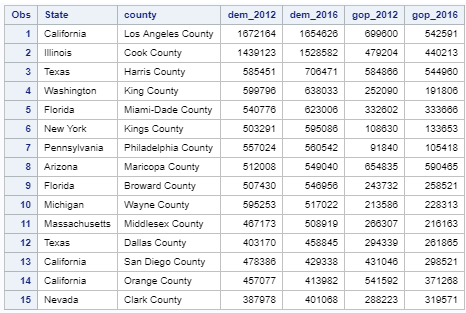 Obs State county dem_2012 dem_2016 gop_2012 gop_2016
1 California Los Angeles County 1672164 1654626 699600 542591
2 Illinois Cook County 1439123 1528582 479204 440213
3 Texas Harris County 585451 706471 584866 544960
4 Washington King County 599796 638033 252090 191806
5 Florida Miami-Dade County 540776 623006 332602 333666
6 New York Kings County 503291 595086 108630 133653
7 Pennsylvania Philadelphia County 557024 560542 91840 105418
8 Arizona Maricopa County 512008 549040 654835 590465
9 Florida Broward County 507430 546956 243732 258521
10 Michigan Wayne County 595253 517022 213586 228313
11 Massachusetts Middlesex County 467173 508919 266307 216163
12 Texas Dallas County 403170 458845 294339 261865
13 California San Diego County 478386 429338 431046 298521
14 California Orange County 457077 413982 541592 371268
15 Nevada Clark County 387978 401068 288223 319571